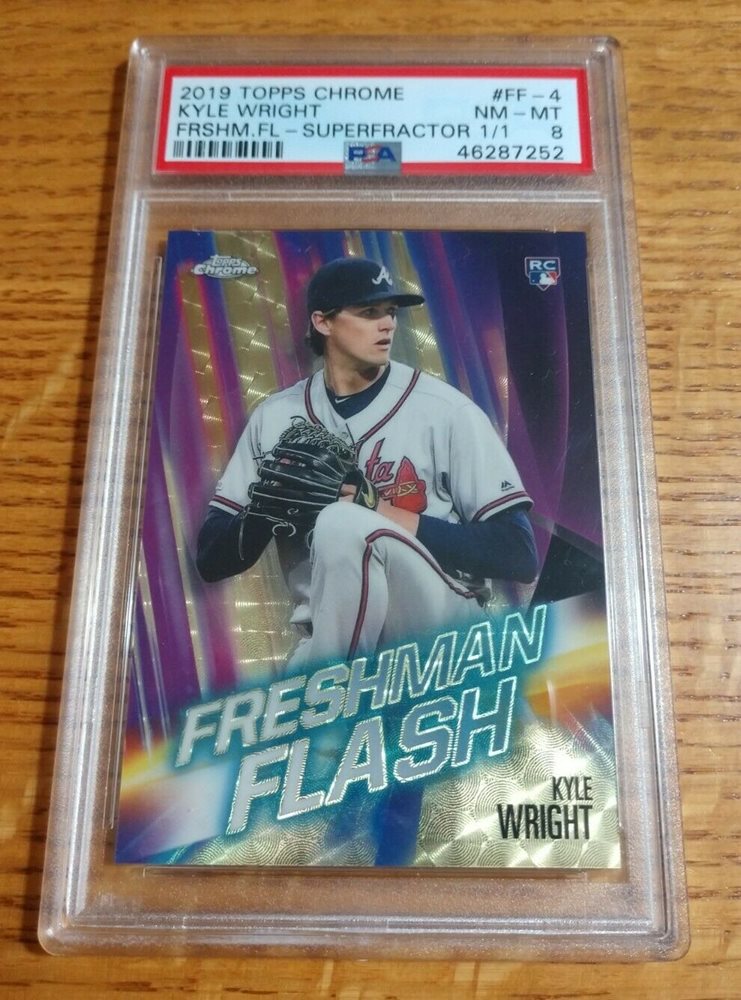 2019 TOPPS CHROME #FF-4
KYLE WRIGHT NM-MT
FRSHM.FL-SUPERFRACTOR 1/1 8
PSA 46287252
TOPPS
Chrome
RC
A
ta
FRESHMAN
FLASH
KYLE
WRIGHT